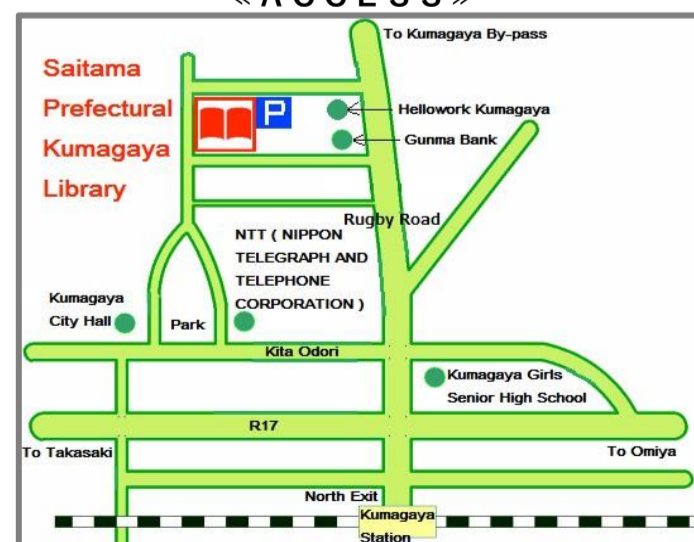 ≪ACCESS≫
To Kumagaya By-pass
Saitama
Prefectural
Kumagaya
Library
P
Hellowork Kumagaya
Gunma Bank
Rugby Road
NTT ( NIPPON
TELEGRAPH AND
TELEPHONE
CORPORATION )
Kumagaya
City Hall
Park
Kita Odori
Kumagaya Girls
Senior High School
R17
To Takasaki
To Omiya
North Exit
Kumagaya
Station